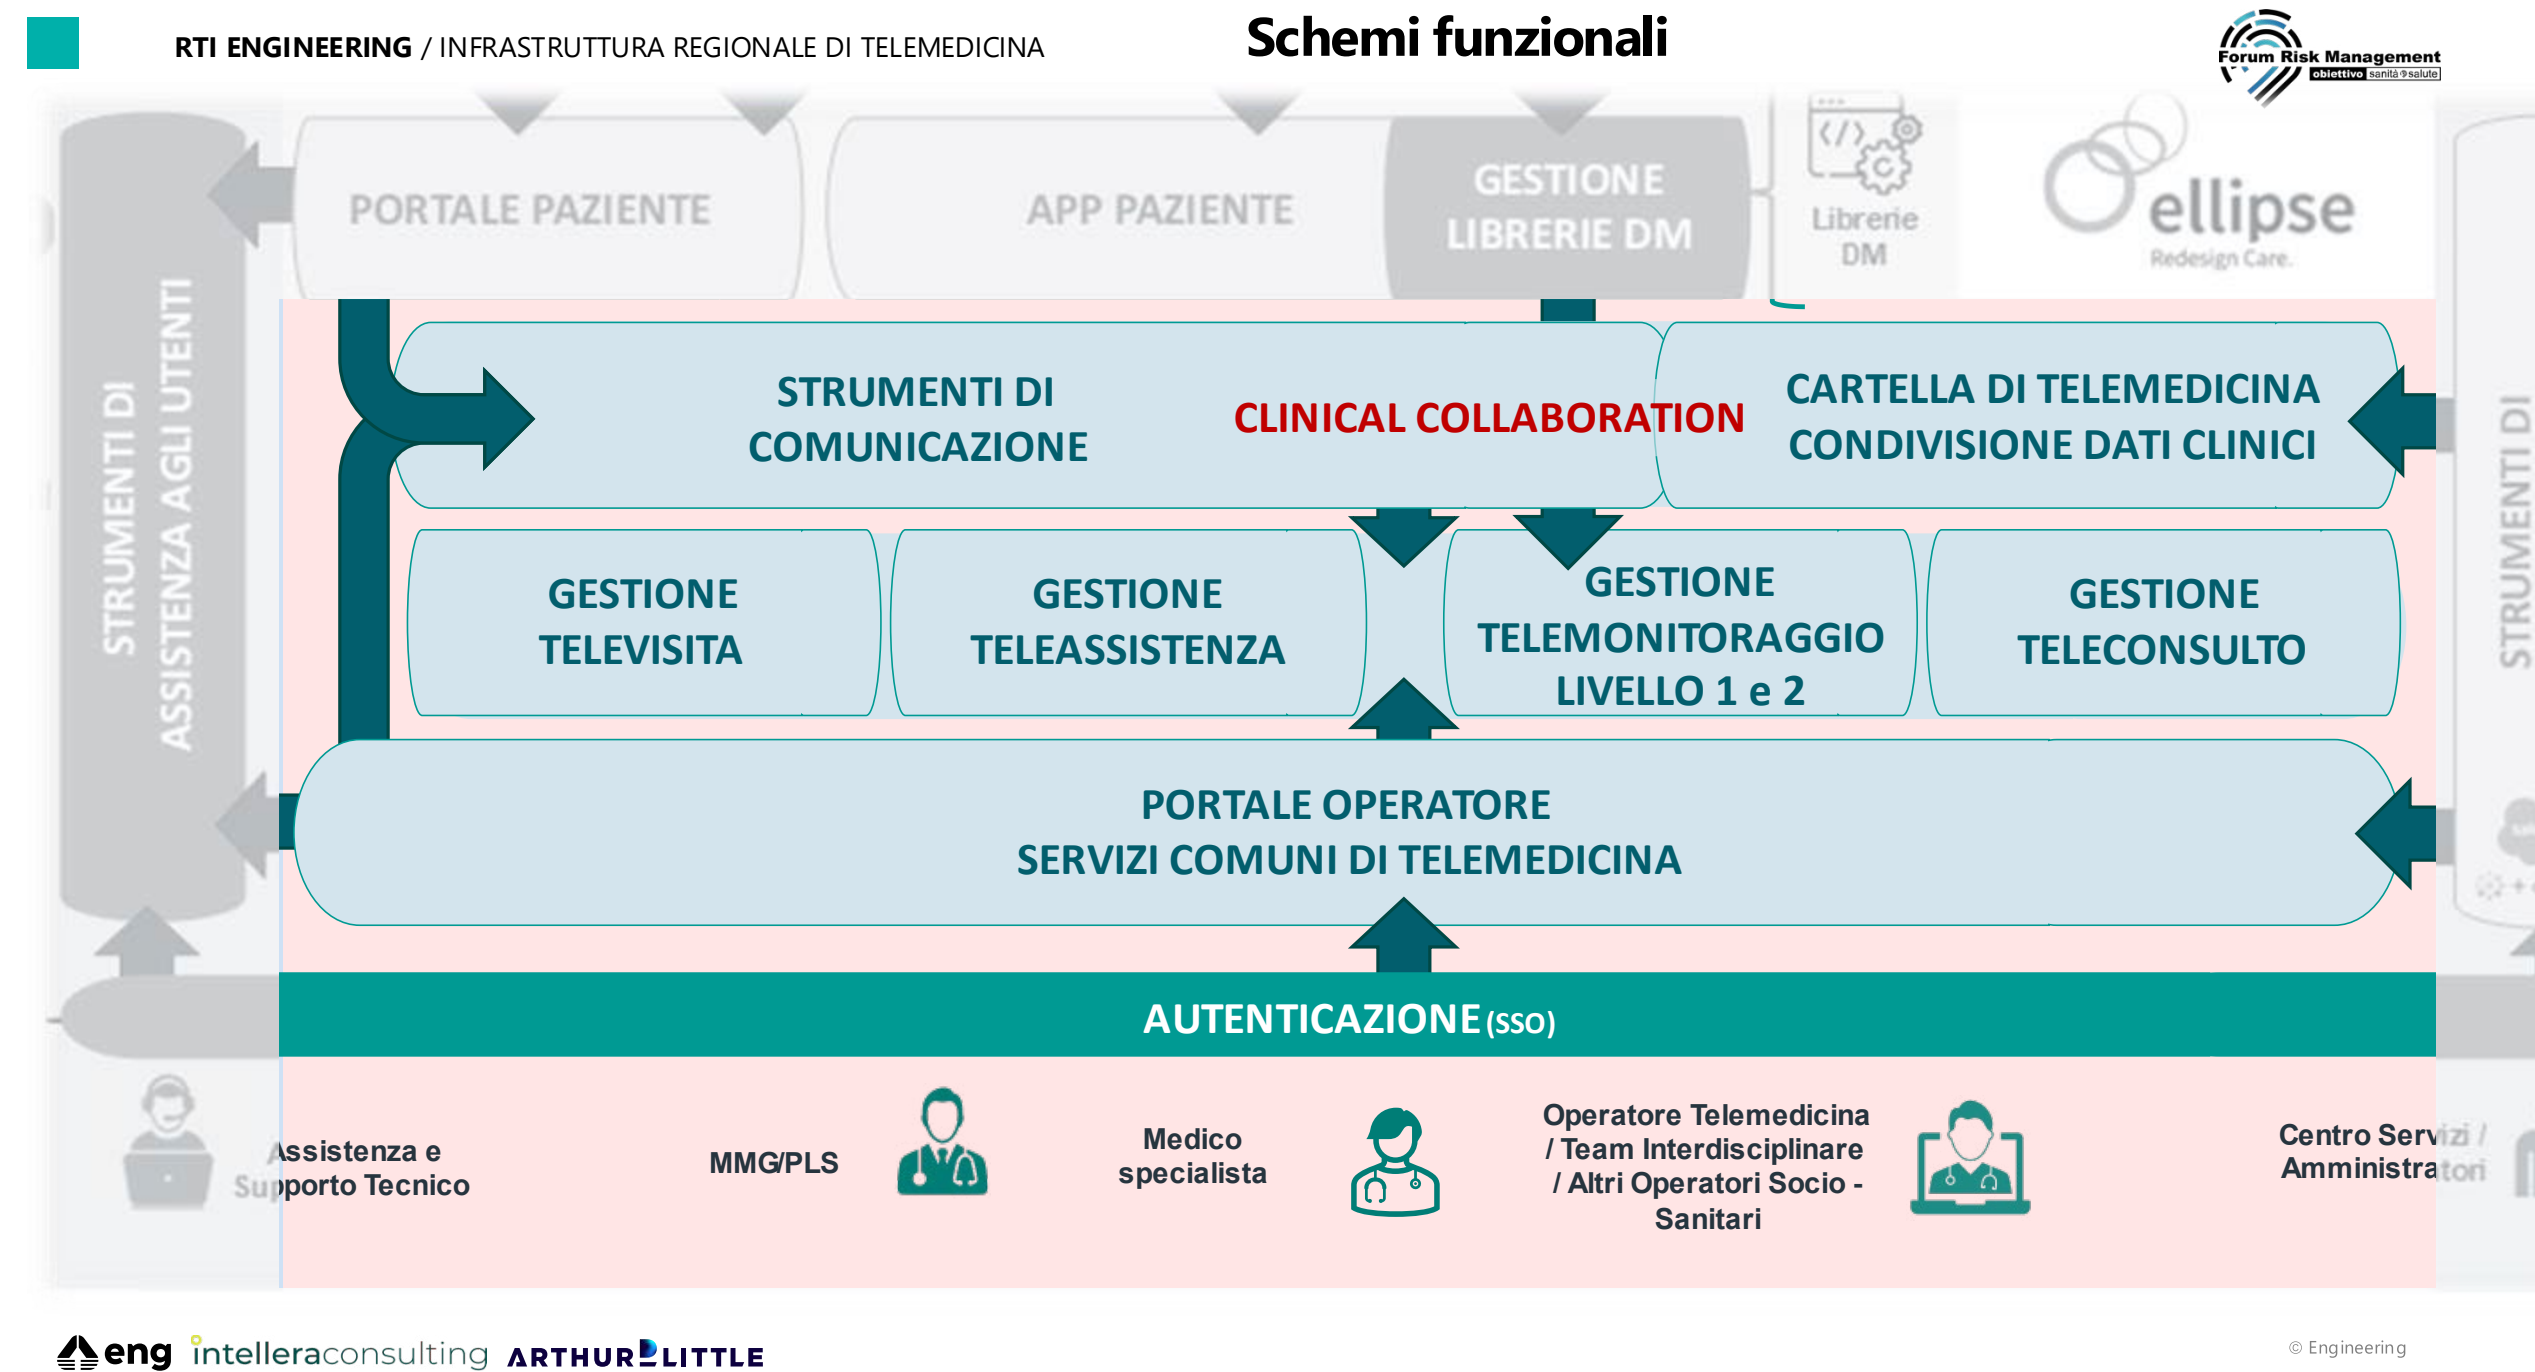 RTI ENGINEERING / INFRASTRUTTURA REGIONALE DI TELEMEDICINA
Schemi funzionali
Forum Risk Management
obiettivo sanità salute
PORTALE PAZIENTE
APP PAZIENTE
GESTIONE
LIBRERIE DM
Librerie
DM
ellipse
Redesign Care.
STRUMENTI DI
ASSISTENZA AGLI UTENTI
STRUMENTI DI
COMUNICAZIONE
CLINICAL COLLABORATION
CARTELLA DI TELEMEDICINA
CONDIVISIONE DATI CLINICI
STRUMENTI DI
GESTIONE
TELEVISITA
GESTIONE
TELEASSISTENZA
GESTIONE
TELEMONITORAGGIO
LIVELLO 1 e 2
GESTIONE
TELECONSULTO
PORTALE OPERATORE
SERVIZI COMUNI DI TELEMEDICINA
AUTENTICAZIONE (SSO)
Assistenza e
Supporto Tecnico
MMG/PLS
Medico
specialista
Operatore Telemedicina
/ Team Interdisciplinare
/ Altri Operatori Socio -
Sanitari
Centro Servizi /
Amministratori
eng
intelleraconsulting
ARTHUR D LITTLE
© Engineering